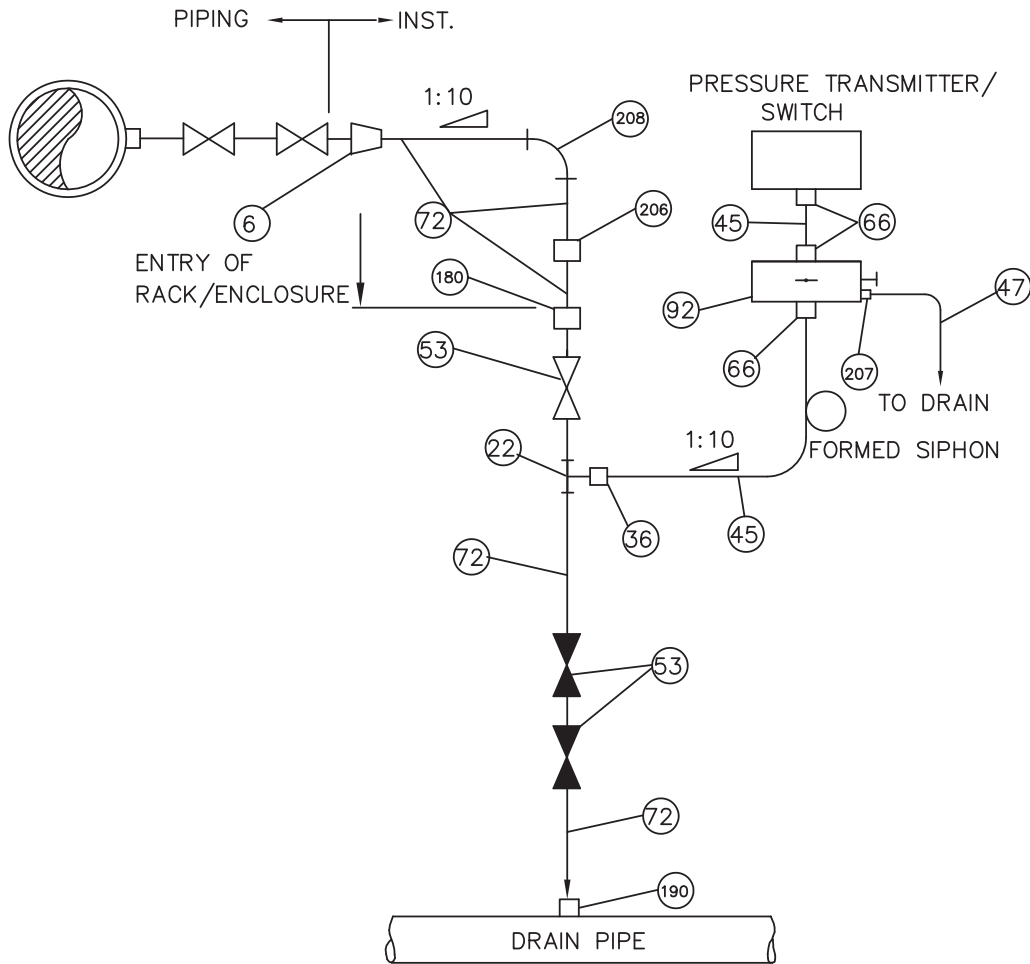 PIPING
INST.
1:10
PRESSURE TRANSMITTER/
SWITCH
208
6
72
206
45
66
ENTRY OF
RACK/ENCLOSURE
180
92
47
53
66
207
TO DRAIN
22
1:10
FORMED SIPHON
36
45
72
53
72
190
DRAIN PIPE